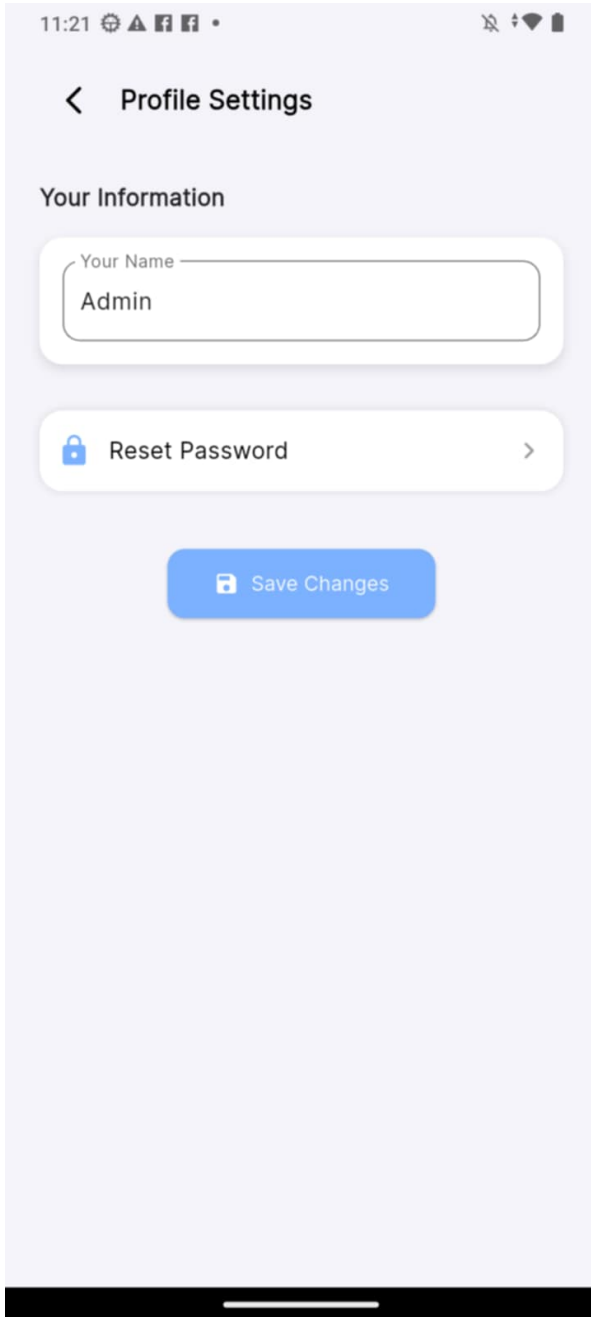 11:21
Profile Settings
Your Information
Your Name
Admin
Reset Password
Save Changes